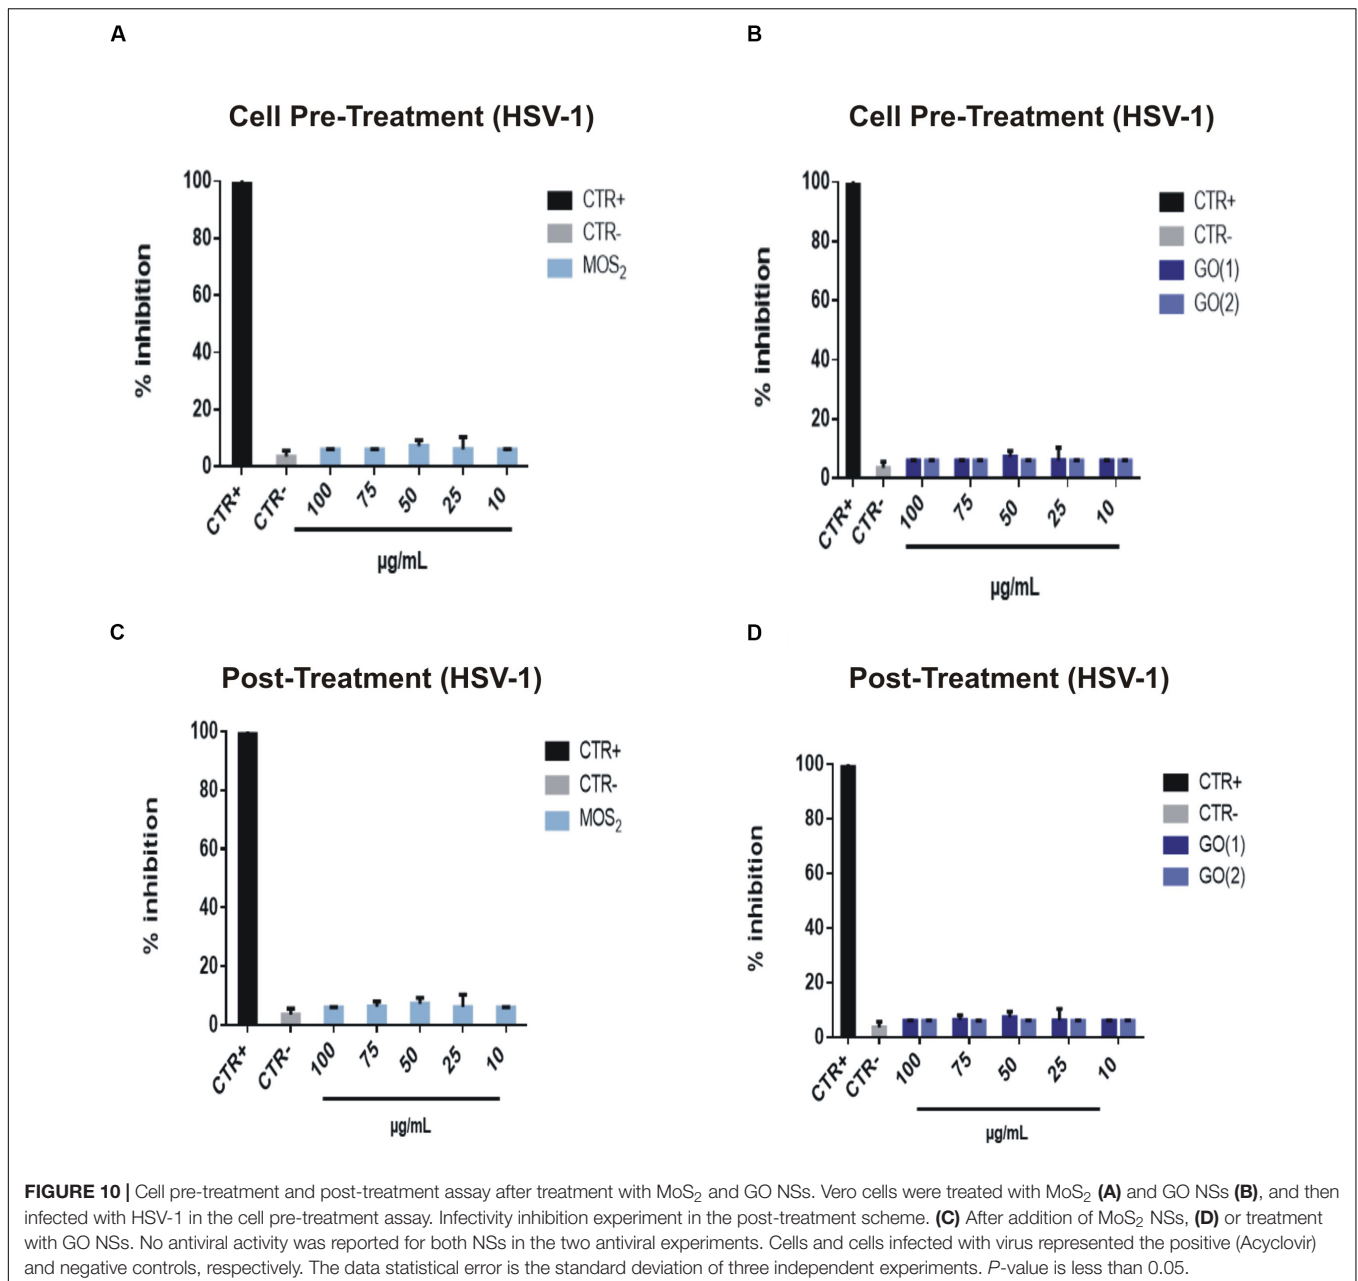 A
Cell Pre-Treatment (HSV-1)
% inhibition
100
80
60
40
20
0
CTR+
CTR-
MOS₂
CTR+ CTR- 100 75 50 25 10
µg/mL
B
Cell Pre-Treatment (HSV-1)
% inhibition
100
80
60
40
20
0
CTR+
CTR-
GO(1)
GO(2)
CTR+ CTR- 100 75 50 25 10
µg/mL
C
Post-Treatment (HSV-1)
% inhibition
100
80
60
40
20
0
CTR+
CTR-
MOS₂
CTR+ CTR- 100 75 50 25 10
µg/mL
D
Post-Treatment (HSV-1)
% inhibition
100
80
60
40
20
0
CTR+
CTR-
GO(1)
GO(2)
CTR+ CTR- 100 75 50 25 10
µg/mL
FIGURE 10 | Cell pre-treatment and post-treatment assay after treatment with MoS₂ and GO NSs. Vero cells were treated with MoS₂ (A) and GO NSs (B), and then
infected with HSV-1 in the cell pre-treatment assay. Infectivity inhibition experiment in the post-treatment scheme. (C) After addition of MoS₂ NSs, (D) or treatment
with GO NSs. No antiviral activity was reported for both NSs in the two antiviral experiments. Cells and cells infected with virus represented the positive (Acyclovir)
and negative controls, respectively. The data statistical error is the standard deviation of three independent experiments. P-value is less than 0.05.